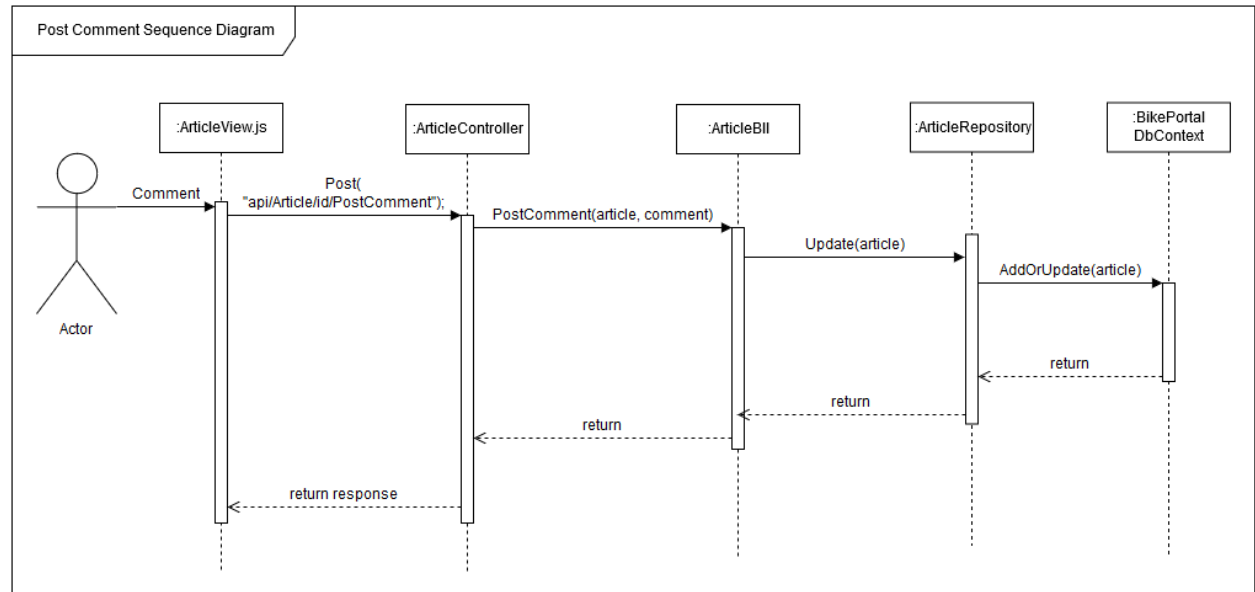 Post Comment Sequence Diagram
:ArticleView.js
:ArticleController
:ArticleBll
:ArticleRepository
:BikePortal
DbContext
Comment
Post(
"api/Article/id/PostComment");
PostComment(article, comment)
Update(article)
AddOrUpdate(article)
Actor
return
return
return
return response